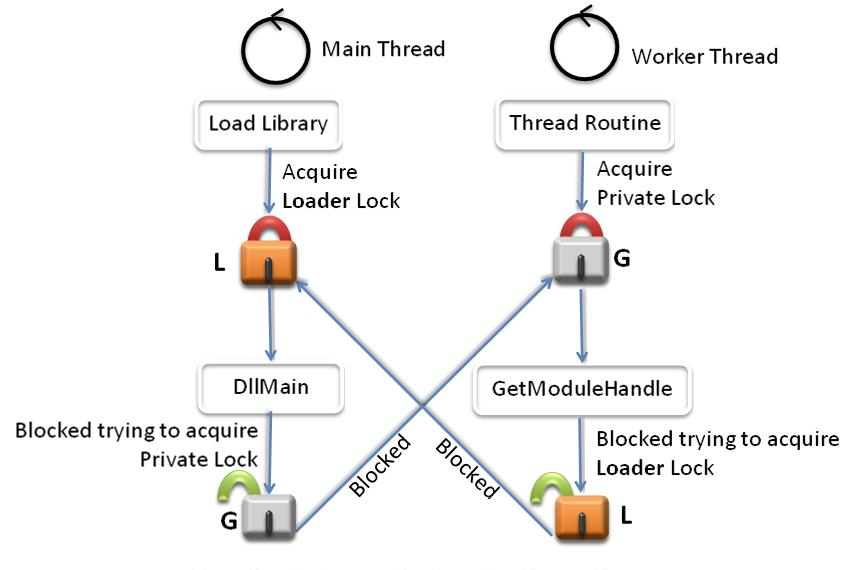 Main Thread
Worker Thread
Load Library
Thread Routine
Acquire
Loader Lock
Acquire
Private Lock
L
G
DllMain
GetModuleHandle
Blocked trying to acquire
Private Lock
Blocked trying to acquire
Loader Lock
Blocked
Blocked
G
L